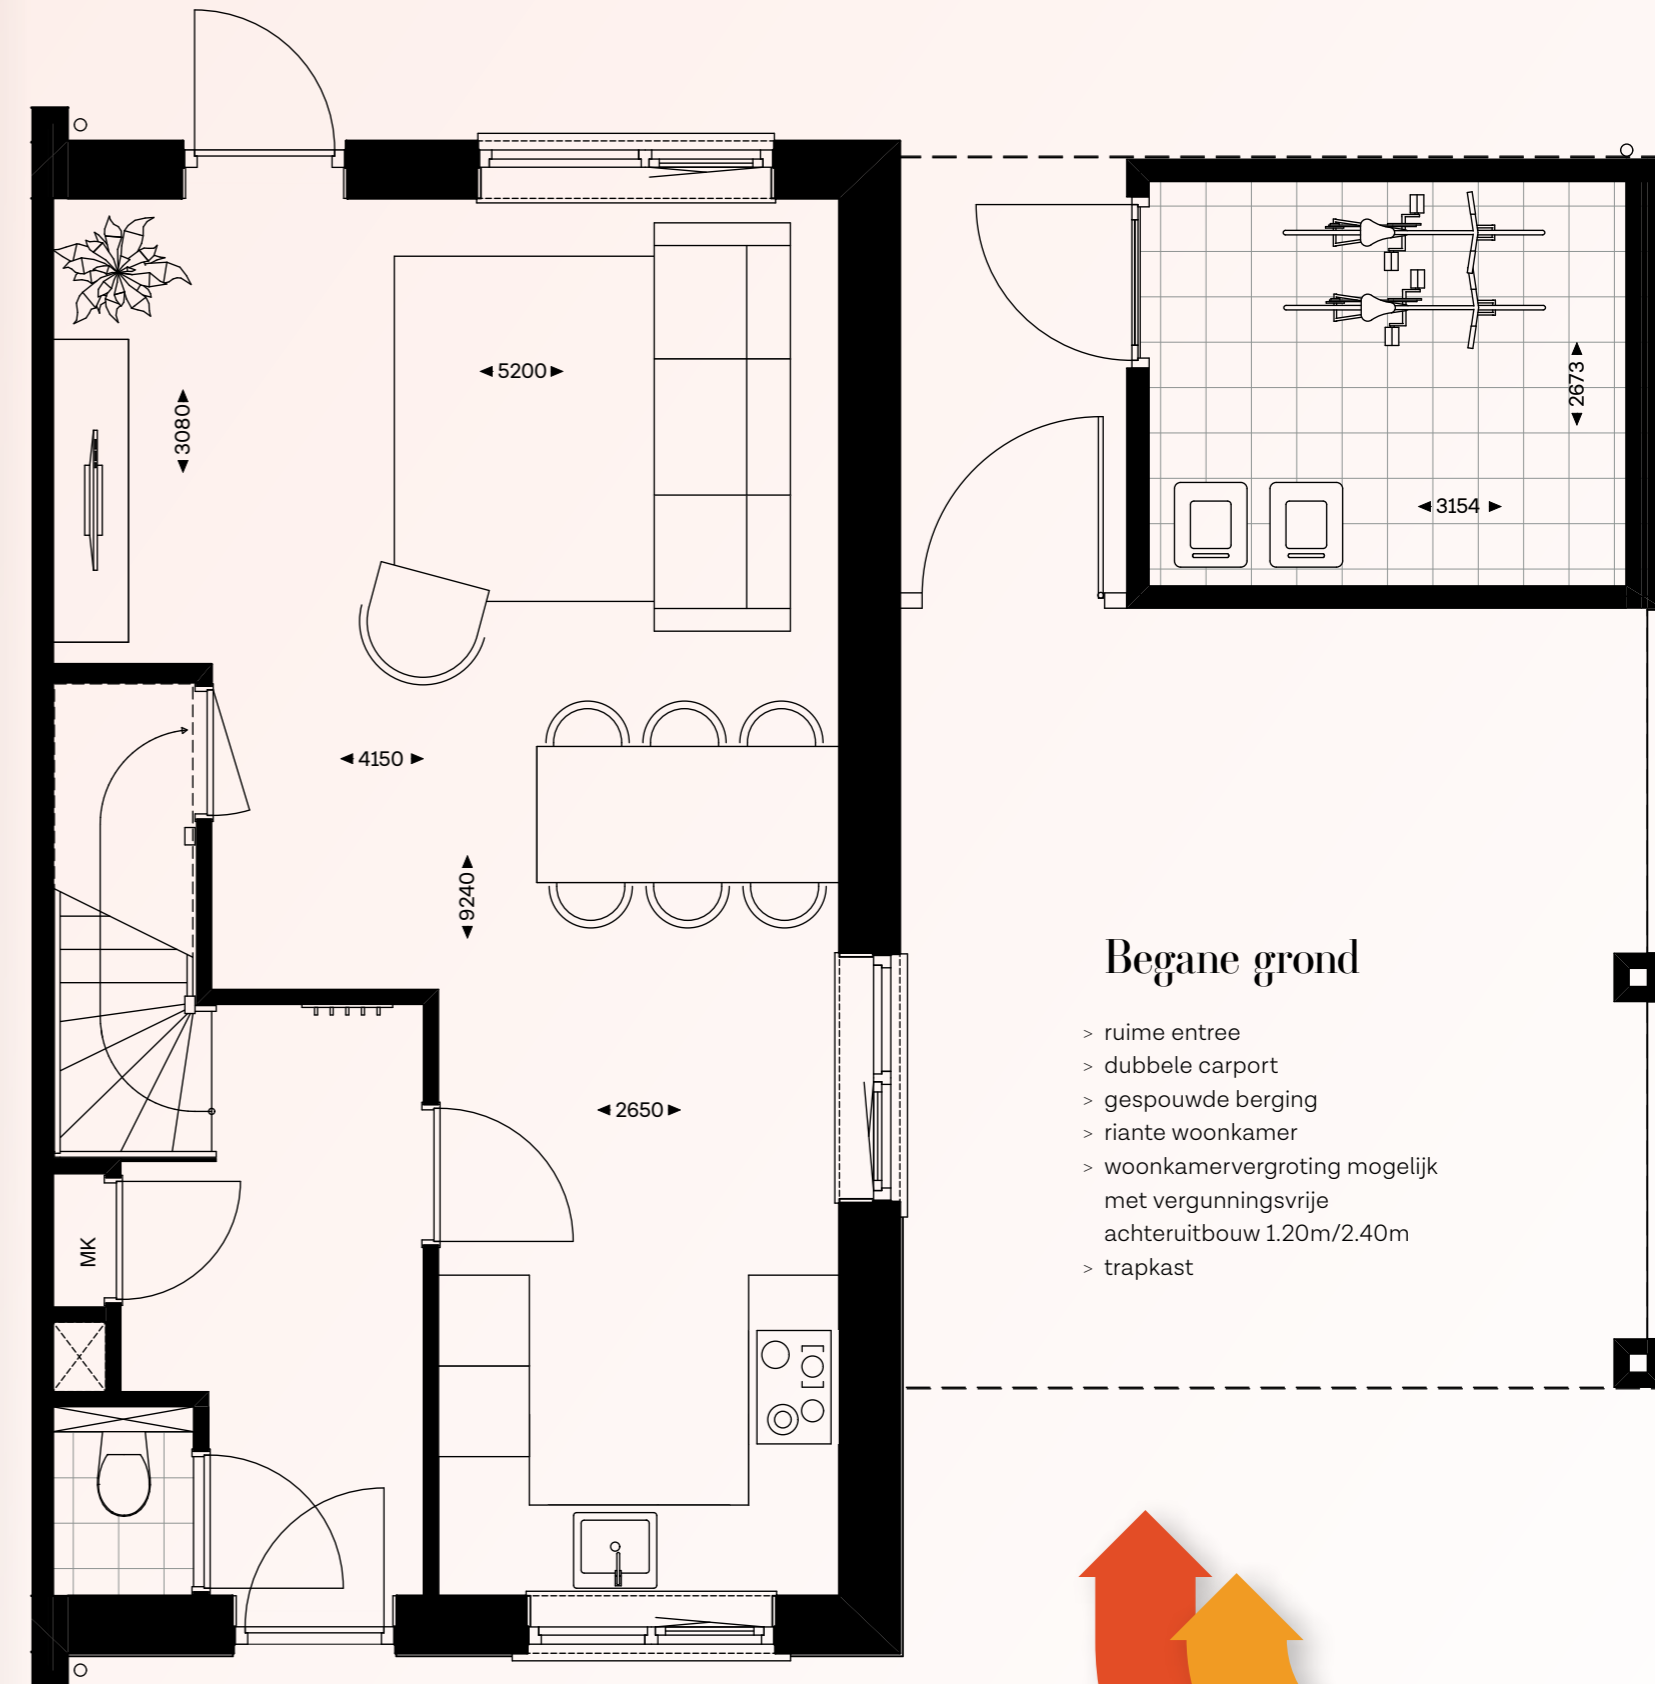 5200
3080
2673
3154
4150
9240
2650
MK
Begane grond
> ruime entree
> dubbele carport
> gespouwde berging
> riante woonkamer
> woonkamervergroting mogelijk
met vergunningsvrije
achteruitbouw 1.20m/2.40m
> trapkast